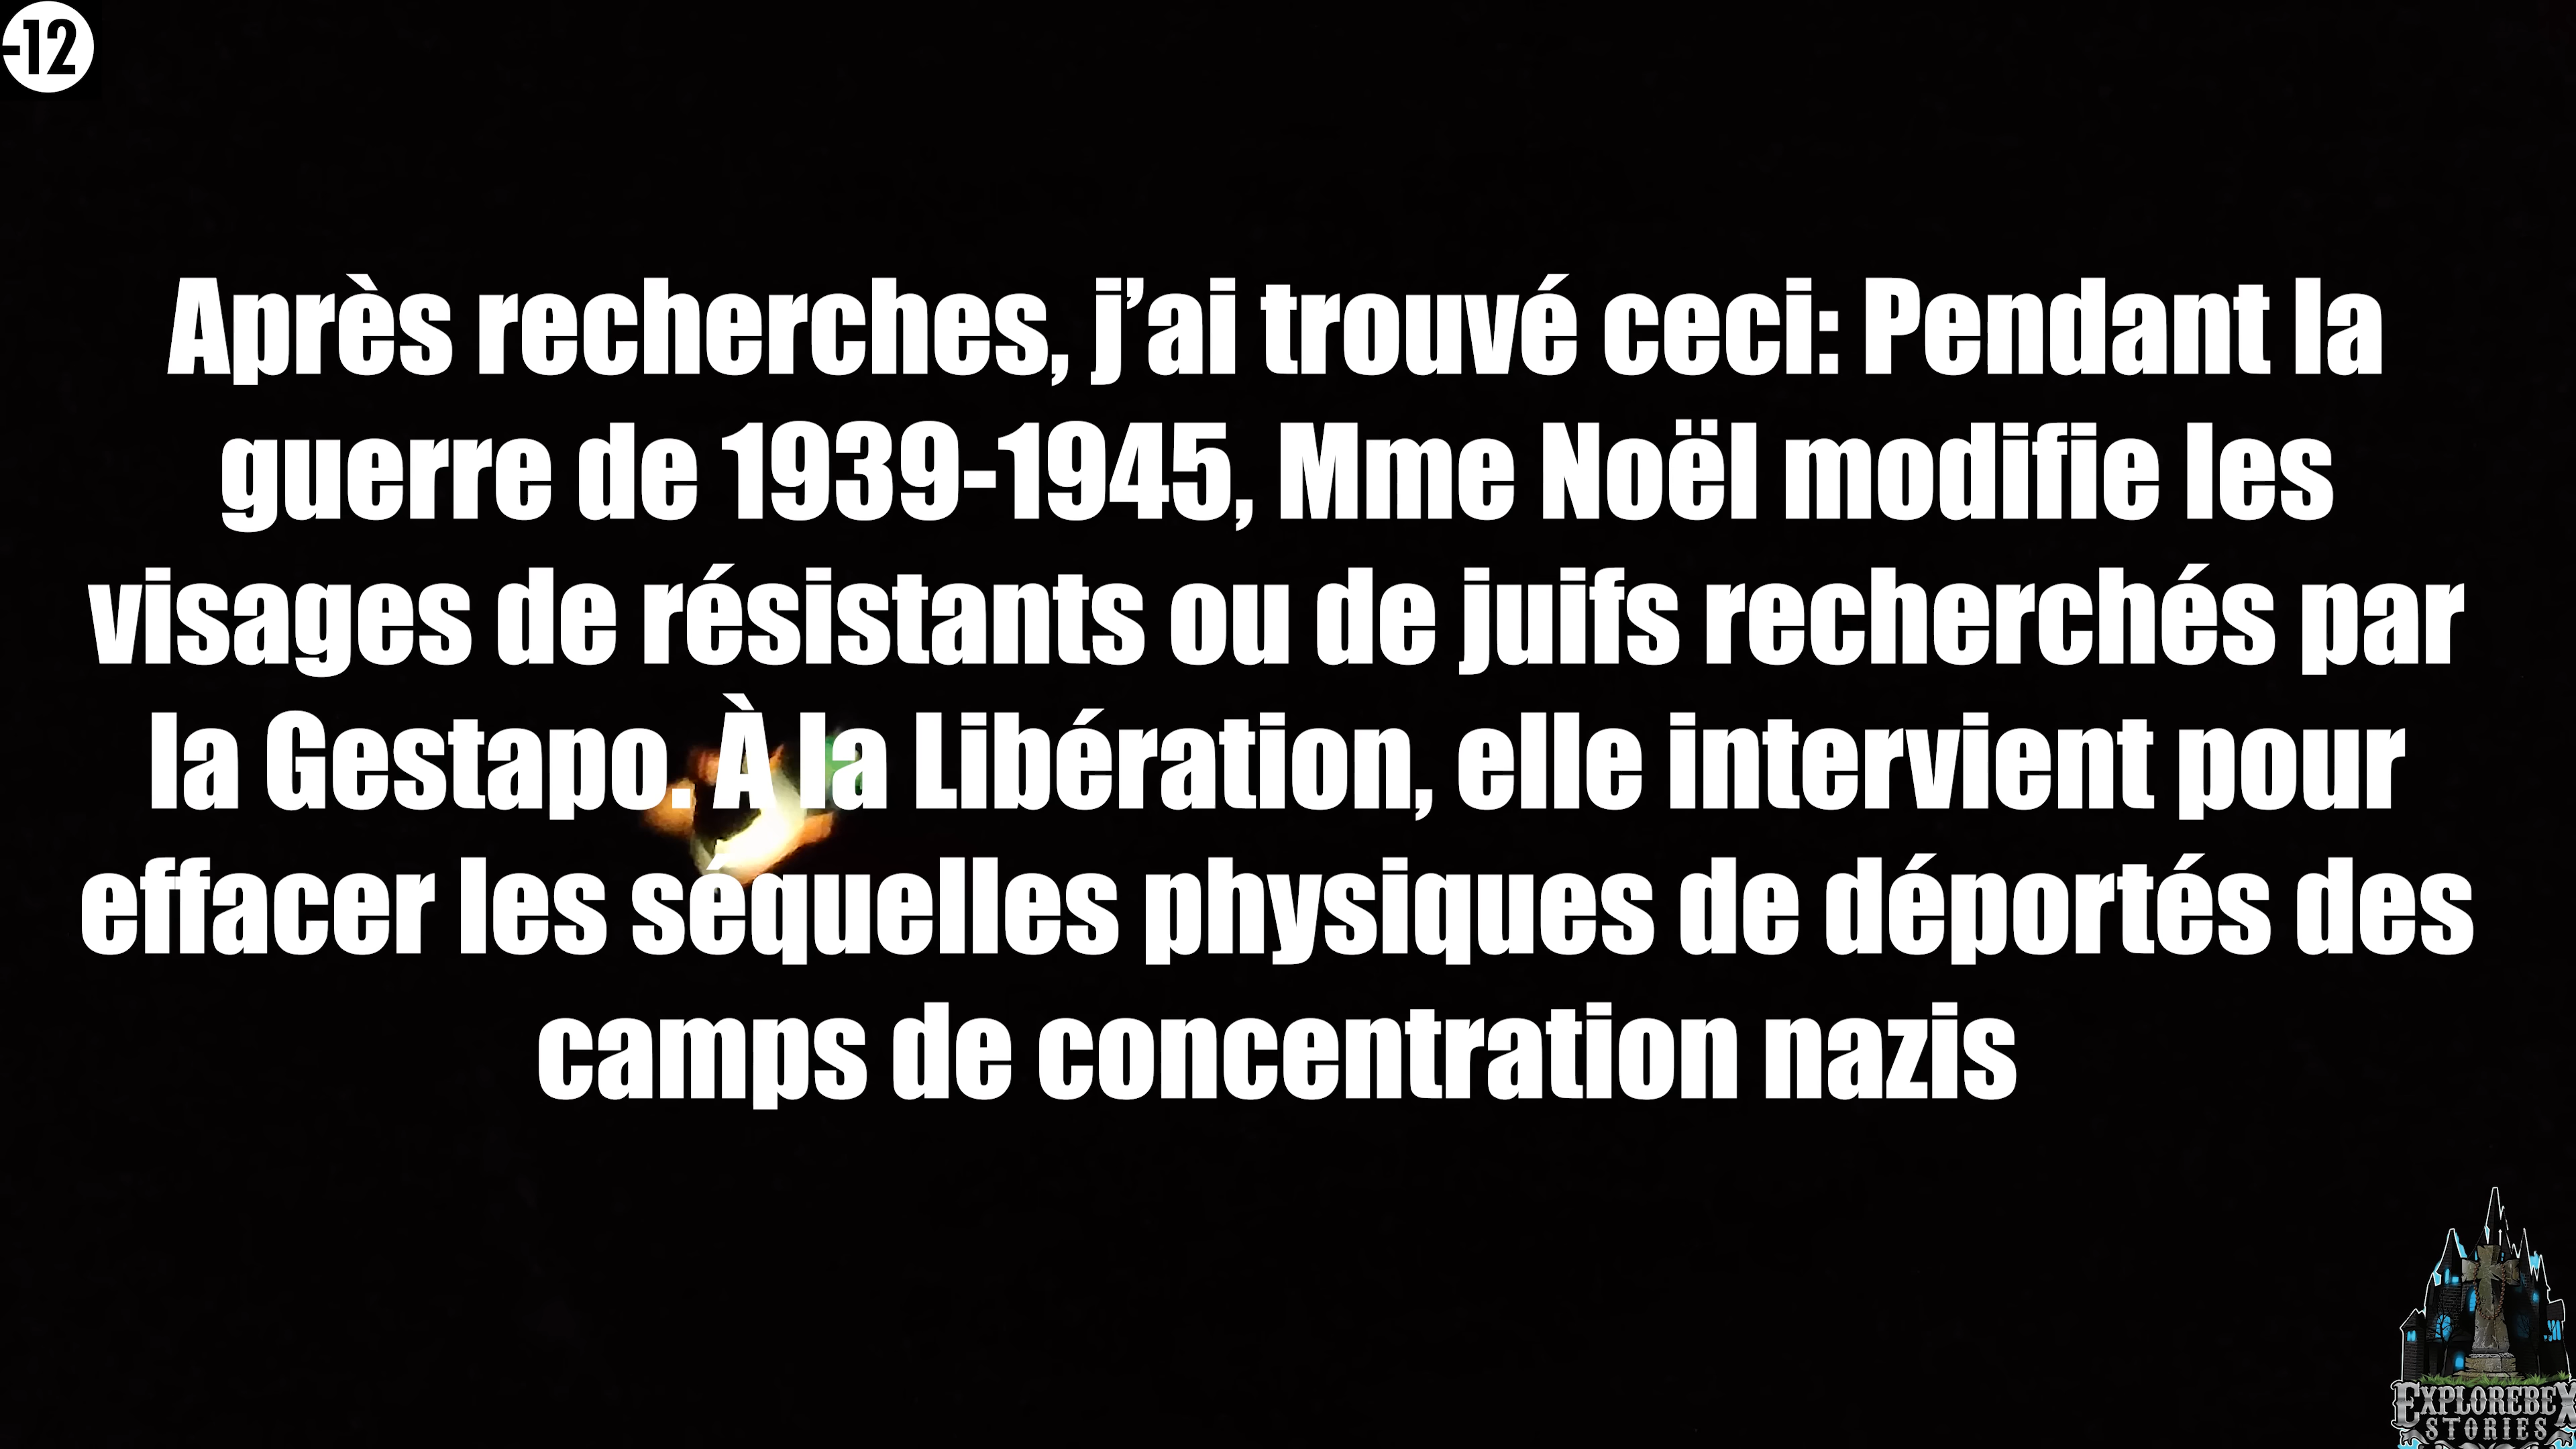 -12
Après recherches, j’ai trouvé ceci: Pendant la
guerre de 1939-1945, Mme Noël modifie les
visages de résistants ou de juifs recherchés par
la Gestapo. À la Libération, elle intervient pour
effacer les séquelles physiques de déportés des
camps de concentration nazis
EXPLOREBEX
STORIES